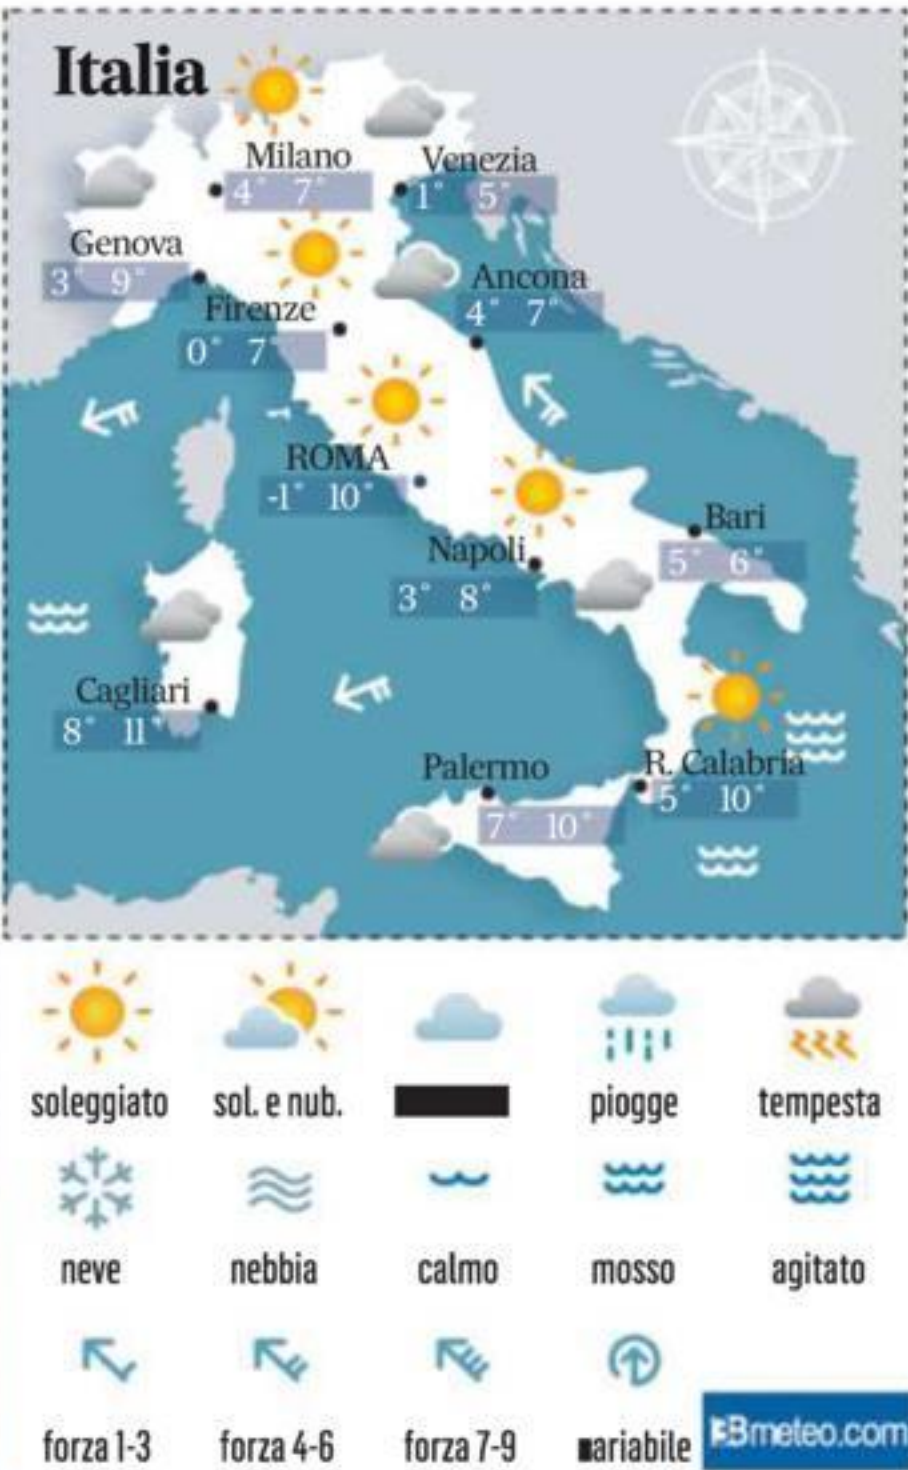 Italia
Milano
4° 7°
Venezia
1° 5°
Genova
3° 9°
Ancona
4° 7°
Firenze
0° 7°
ROMA
-1° 10°
Bari
5° 6°
Napoli
3° 8°
Cagliari
8° 11°
Palermo
7° 10°
R. Calabria
5° 10°
soleggiato sol. e nub. piogge tempesta
neve nebbia calmo mosso agitato
forza 1-3 forza 4-6 forza 7-9 ariabile
Bmeteo.com